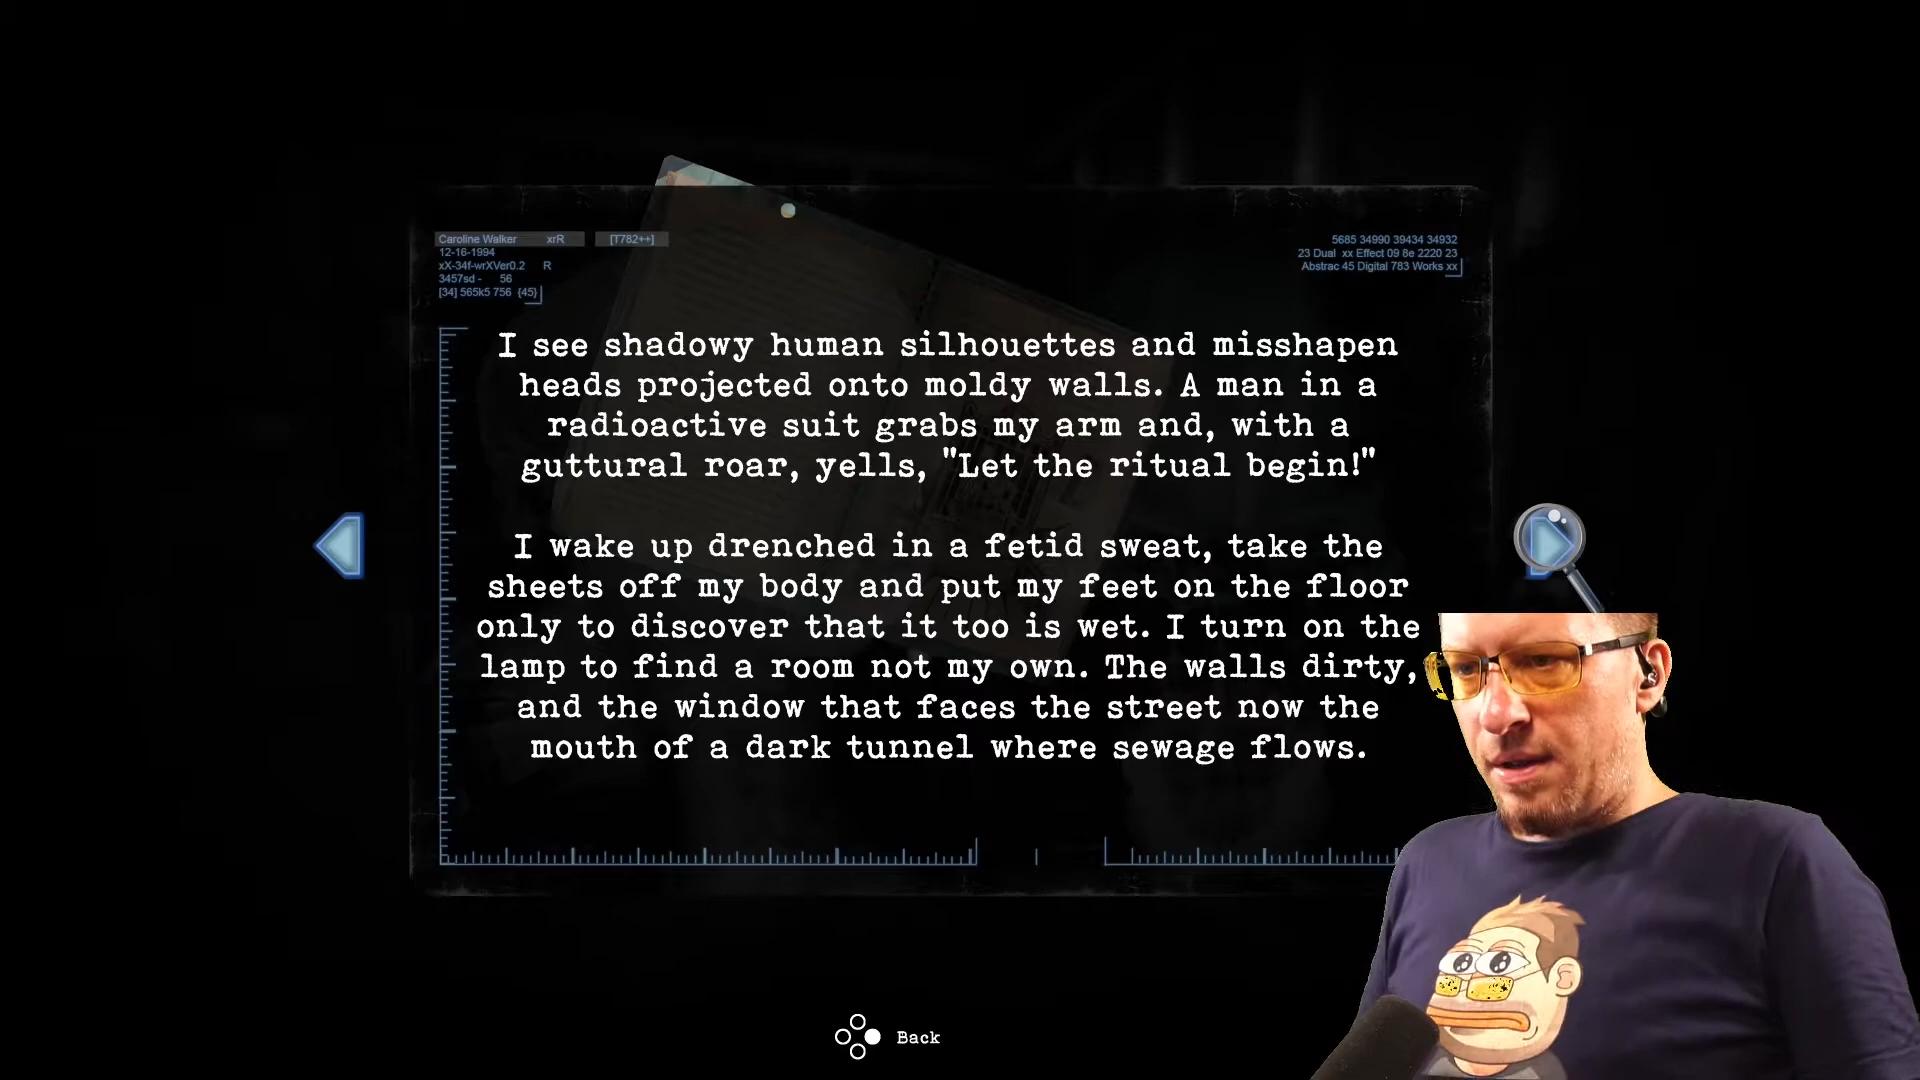 Caroline Walker xrR [T782++]
12-16-1994
xX-34f-wrXVer0.2 R
3457sd - 56
[34] 565k5 756 {45}
5685 34990 39434 34932
23 Dual xx Effect 09 8e 2220 23
Abstrac 45 Digital 783 Works xx
I see shadowy human silhouettes and misshapen
heads projected onto moldy walls. A man in a
radioactive suit grabs my arm and, with a
guttural roar, yells, "Let the ritual begin!"
I wake up drenched in a fetid sweat, take the
sheets off my body and put my feet on the floor
only to discover that it too is wet. I turn on the
lamp to find a room not my own. The walls dirty,
and the window that faces the street now the
mouth of a dark tunnel where sewage flows.
Back